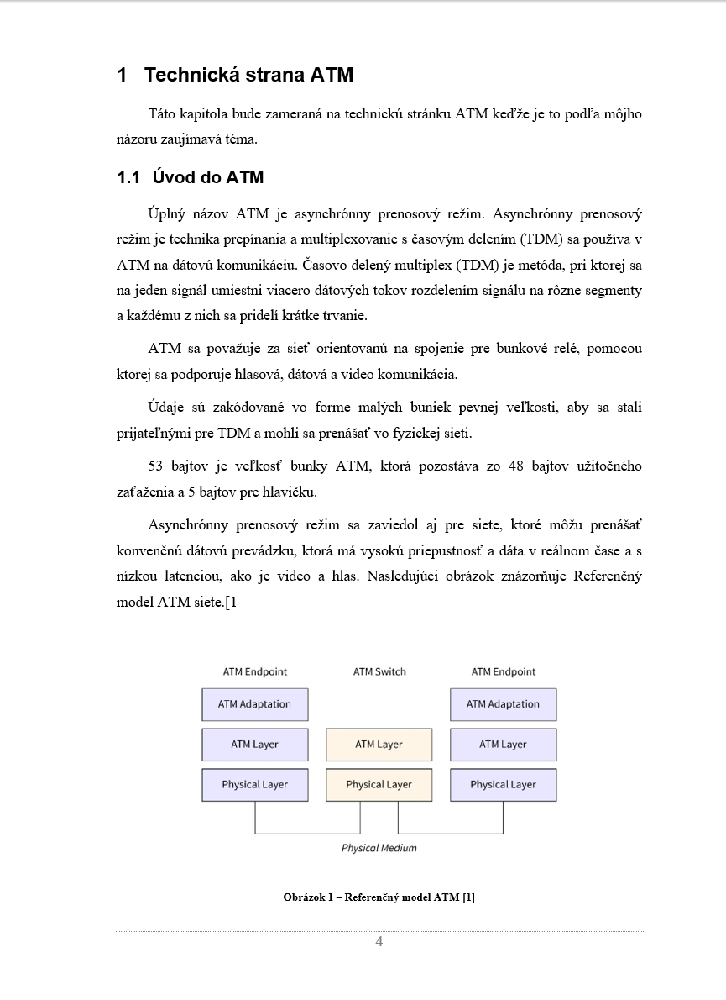 1 Technická strana ATM
Táto kapitola bude zameraná na technickú stránku ATM keďže je to podľa môjho
názoru zaujímavá téma.
1.1 Úvod do ATM
Úplný názov ATM je asynchrónny prenosový režim. Asynchrónny prenosový
režim je technika prepínania a multiplexovanie s časovým delením (TDM) sa používa v
ATM na dátovú komunikáciu. Časovo delený multiplex (TDM) je metóda, pri ktorej sa
na jeden signál umiestni viacero dátových tokov rozdelením signálu na rôzne segmenty
a každému z nich sa pridelí krátke trvanie.
ATM sa považuje za sieť orientovanú na spojenie pre bunkové relé, pomocou
ktorej sa podporuje hlasová, dátová a video komunikácia.
Údaje sú zakódované vo forme malých buniek pevnej veľkosti, aby sa stali
prijateľnými pre TDM a mohli sa prenášať vo fyzickej sieti.
53 bajtov je veľkosť bunky ATM, ktorá pozostáva zo 48 bajtov užitočného
zaťaženia a 5 bajtov pre hlavičku.
Asynchrónny prenosový režim sa zaviedol aj pre siete, ktoré môžu prenášať
konvenčnú dátovú prevádzku, ktorá má vysokú priepustnosť a dáta v reálnom čase a s
nízkou latenciou, ako je video a hlas. Nasledujúci obrázok znázorňuje Referenčný
model ATM siete.[1
ATM Endpoint ATM Switch ATM Endpoint
ATM Adaptation ATM Adaptation
ATM Layer ATM Layer ATM Layer
Physical Layer Physical Layer Physical Layer
Physical Medium
Obrázok 1 – Referenčný model ATM [1]
4